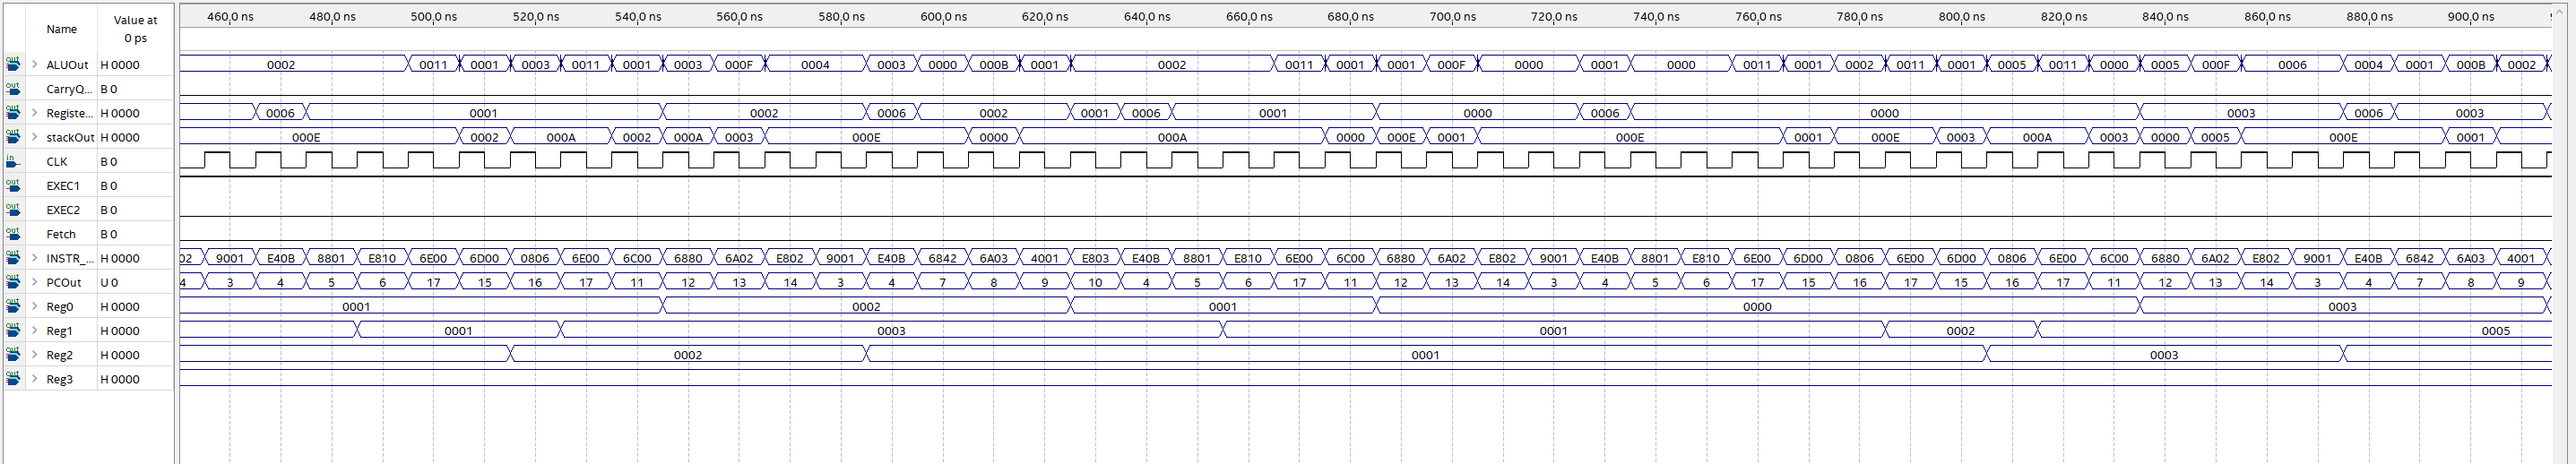 Name Value at 0 ps 460,0 ns 480,0 ns 500,0 ns 520,0 ns 540,0 ns 560,0 ns 580,0 ns 600,0 ns 620,0 ns 640,0 ns 660,0 ns 680,0 ns 700,0 ns 720,0 ns 740,0 ns 760,0 ns 780,0 ns 800,0 ns 820,0 ns 840,0 ns 860,0 ns 880,0 ns 900,0 ns
out ALUOut H 0000 0002 0011 0001 0003 0011 0001 0003 000F 0004 0003 0000 000B 0001 0002 0011 0001 0001 000F 0000 0001 0000 0011 0001 0002 0011 0001 0005 0011 0000 0005 000F 0006 0004 0001 000B 0002
out CarryQ... B 0
out Registe... H 0000 0006 0001 0002 0006 0002 0001 0006 0001 0000 0006 0000 0003 0006 0003
out stackOut H 0000 000E 0002 000A 0002 000A 0003 000E 0000 000A 0000 000E 0001 000E 0001 000E 0003 000A 0003 0000 0005 000E 0001
in CLK B 0
out EXEC1 B 0
out EXEC2 B 0
out Fetch B 0
out INSTR_... H 0000 02 9001 E40B 8801 E810 6E00 6D00 0806 6E00 6C00 6880 6A02 E802 9001 E40B 6842 6A03 4001 E803 E40B 8801 E810 6E00 6C00 6880 6A02 E802 9001 E40B 8801 E810 6E00 6D00 0806 6E00 6D00 0806 6E00 6C00 6880 6A02 E802 9001 E40B 6842 6A03 4001
out PCOut U 0 4 3 4 5 6 17 15 16 17 11 12 13 14 3 4 7 8 9 10 4 5 6 17 11 12 13 14 3 4 5 6 17 15 16 17 15 16 17 11 12 13 14 3 4 7 8 9
out Reg0 H 0000 0001 0002 0001 0000 0003
out Reg1 H 0000 0001 0003 0001 0002 0005
out Reg2 H 0000 0002 0001 0003
out Reg3 H 0000